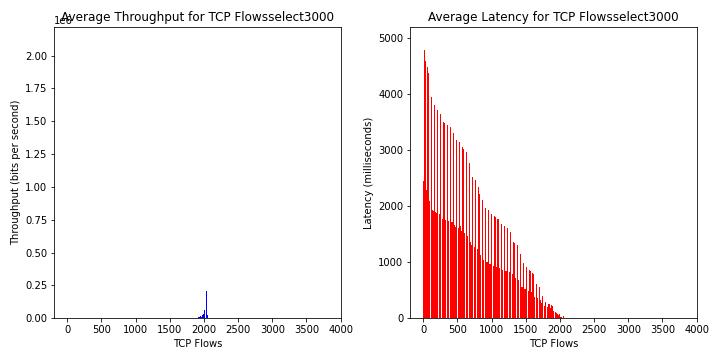 Average Throughput for TCP Flowsselect3000
Throughput (bits per second)
2.00
1.75
1.50
1.25
1.00
0.75
0.50
0.25
0.00
0 500 1000 1500 2000 2500 3000 3500 4000
TCP Flows
Average Latency for TCP Flowsselect3000
Latency (milliseconds)
5000
4000
3000
2000
1000
0
0 500 1000 1500 2000 2500 3000 3500 4000
TCP Flows